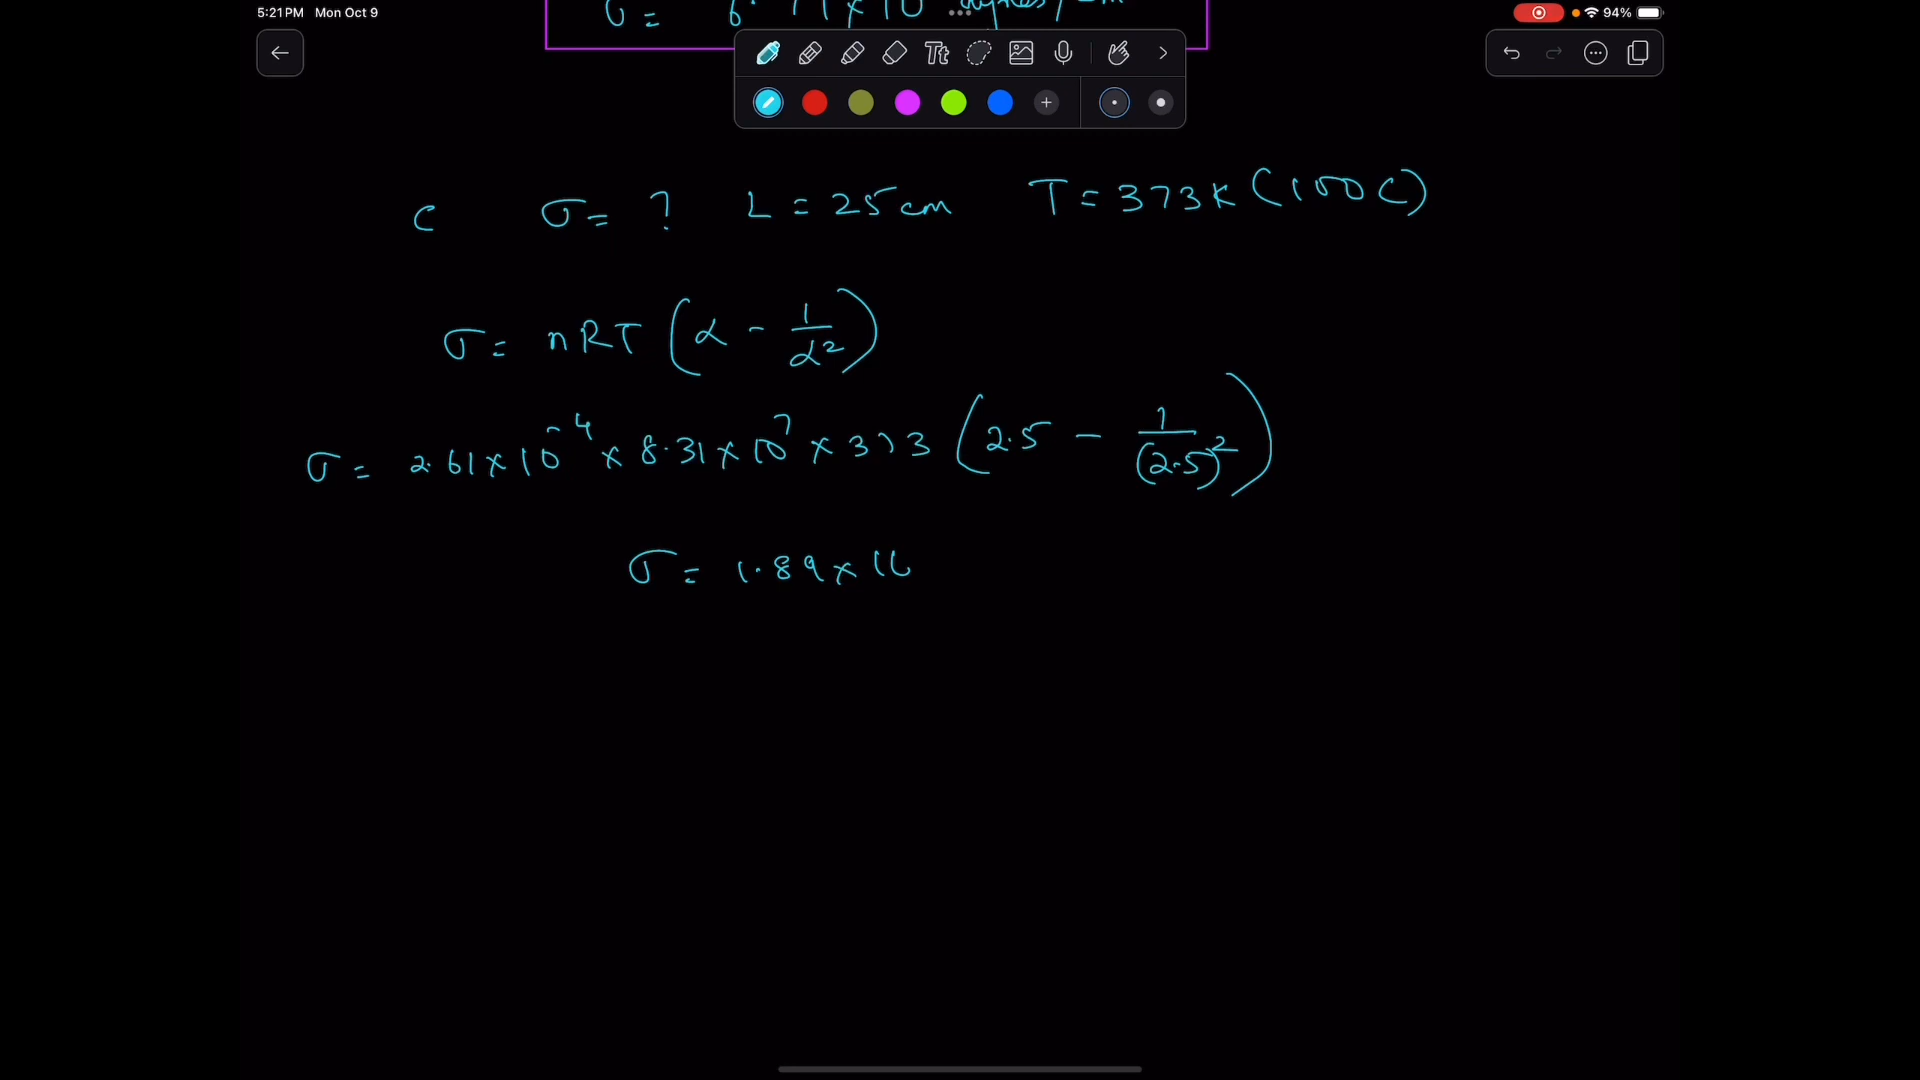 5:21 PM Mon Oct 9
94%
Tt
C σ = ? L = 25 cm T = 373 K (100 C)
σ = nRT (α - 1/α²)
σ = 2.61 x 10⁻⁴ x 8.31 x 10⁷ x 373 (2.5 - 1/(2.5)²)
σ = 1.89 x 10